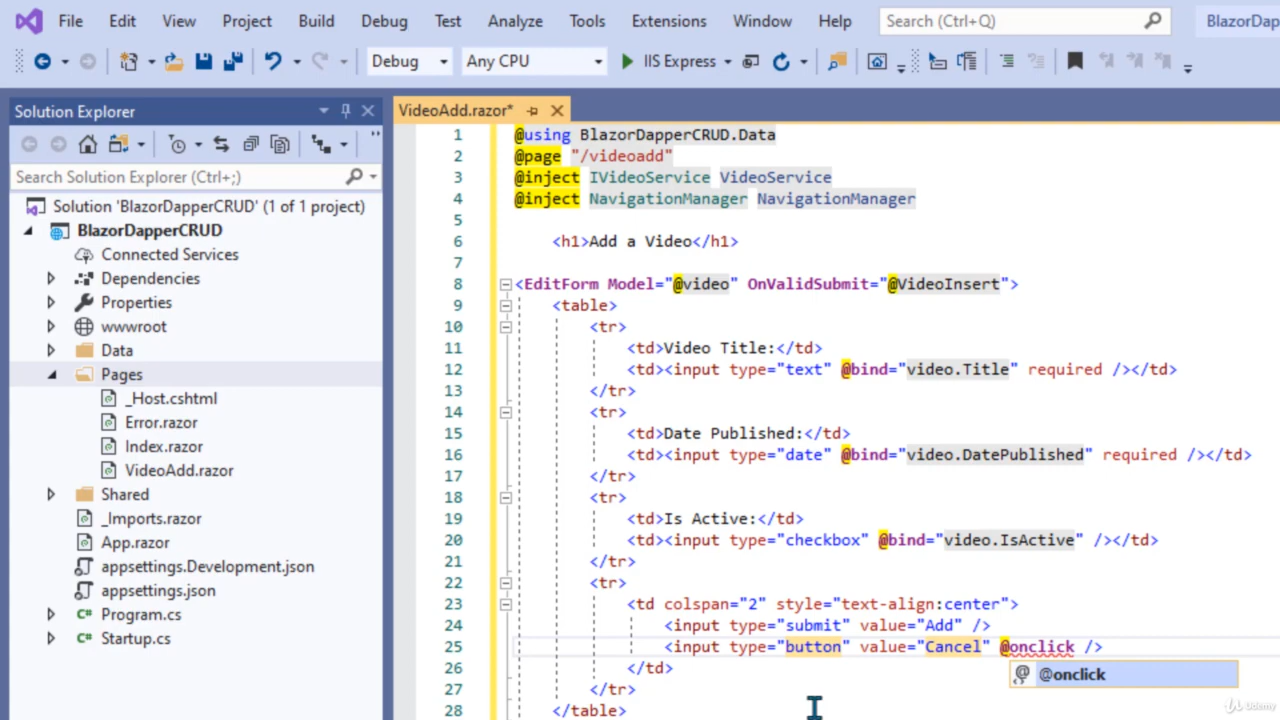 File Edit View Project Build Debug Test Analyze Tools Extensions Window Help Search (Ctrl+Q) BlazorDap
Debug Any CPU IIS Express
Solution Explorer
Search Solution Explorer (Ctrl+;)
Solution 'BlazorDapperCRUD' (1 of 1 project)
BlazorDapperCRUD
Connected Services
Dependencies
Properties
wwwroot
Data
Pages
_Host.cshtml
Error.razor
Index.razor
VideoAdd.razor
Shared
_Imports.razor
App.razor
appsettings.Development.json
appsettings.json
C# Program.cs
C# Startup.cs
VideoAdd.razor*
1 @using BlazorDapperCRUD.Data
2 @page "/videoadd"
3 @inject IVideoService VideoService
4 @inject NavigationManager NavigationManager
5
6 <h1>Add a Video</h1>
7
8 <EditForm Model="@video" OnValidSubmit="@VideoInsert">
9 <table>
10 <tr>
11 <td>Video Title:</td>
12 <td><input type="text" @bind="video.Title" required /></td>
13 </tr>
14 <tr>
15 <td>Date Published:</td>
16 <td><input type="date" @bind="video.DatePublished" required /></td>
17 </tr>
18 <tr>
19 <td>Is Active:</td>
20 <td><input type="checkbox" @bind="video.IsActive" /></td>
21 </tr>
22 <tr>
23 <td colspan="2" style="text-align:center">
24 <input type="submit" value="Add" />
25 <input type="button" value="Cancel" @onclick />
26 </td>
@onclick
27 </tr>
28 </table>
Udemy